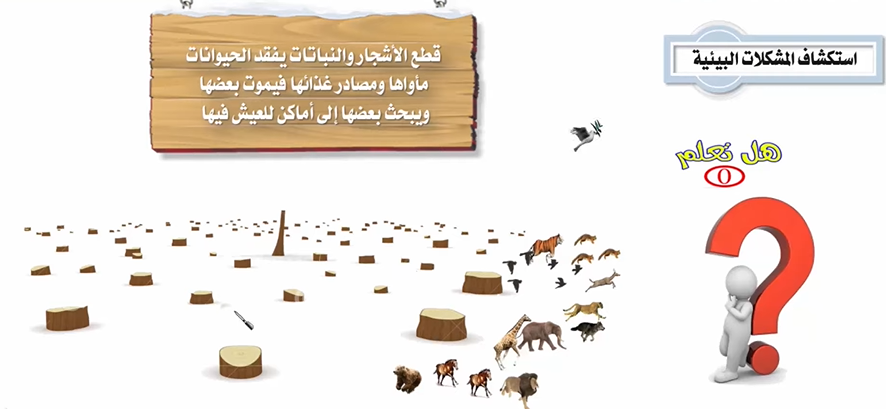 استكشاف المشكلات البيئية
قطع الأشجار والنباتات يفقد الحيوانات
مأواها ومصادر غذائها فيموت بعضها
ويبحث بعضها إلى أماكن للعيش فيها
هل تعلم
0